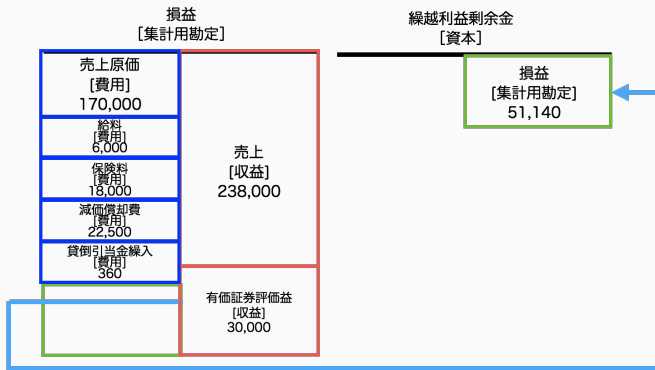 損益
[集計用勘定]
売上原価
[費用]
170,000
給料
[費用]
6,000
保険料
[費用]
18,000
減価償却費
[費用]
22,500
貸倒引当金繰入
[費用]
360
売上
[収益]
238,000
有価証券評価益
[収益]
30,000
繰越利益剰余金
[資本]
損益
[集計用勘定]
51,140